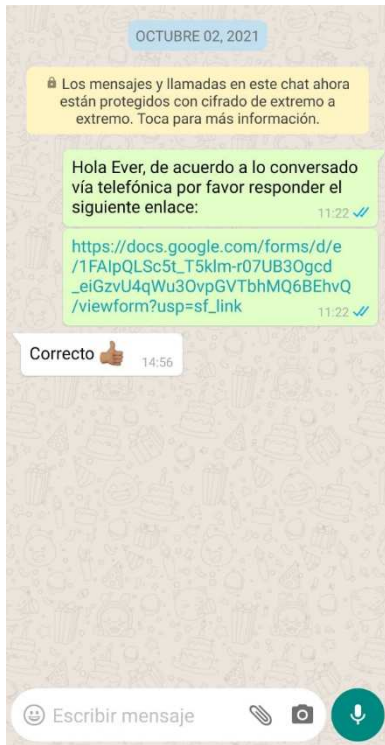 OCTUBRE 02, 2021
Los mensajes y llamadas en este chat ahora
están protegidos con cifrado de extremo a
extremo. Toca para más información.
Hola Ever, de acuerdo a lo conversado
vía telefónica por favor responder el
siguiente enlace:
11:22
https://docs.google.com/forms/d/e
/1FAIpQLSc5t_T5klm-r07UB3Ogcd
_eiGzvU4qWu3OvpGVTbhMQ6BEhvQ
/viewform?usp=sf_link
11:22
Correcto 👍🏽
14:56
Escribir mensaje